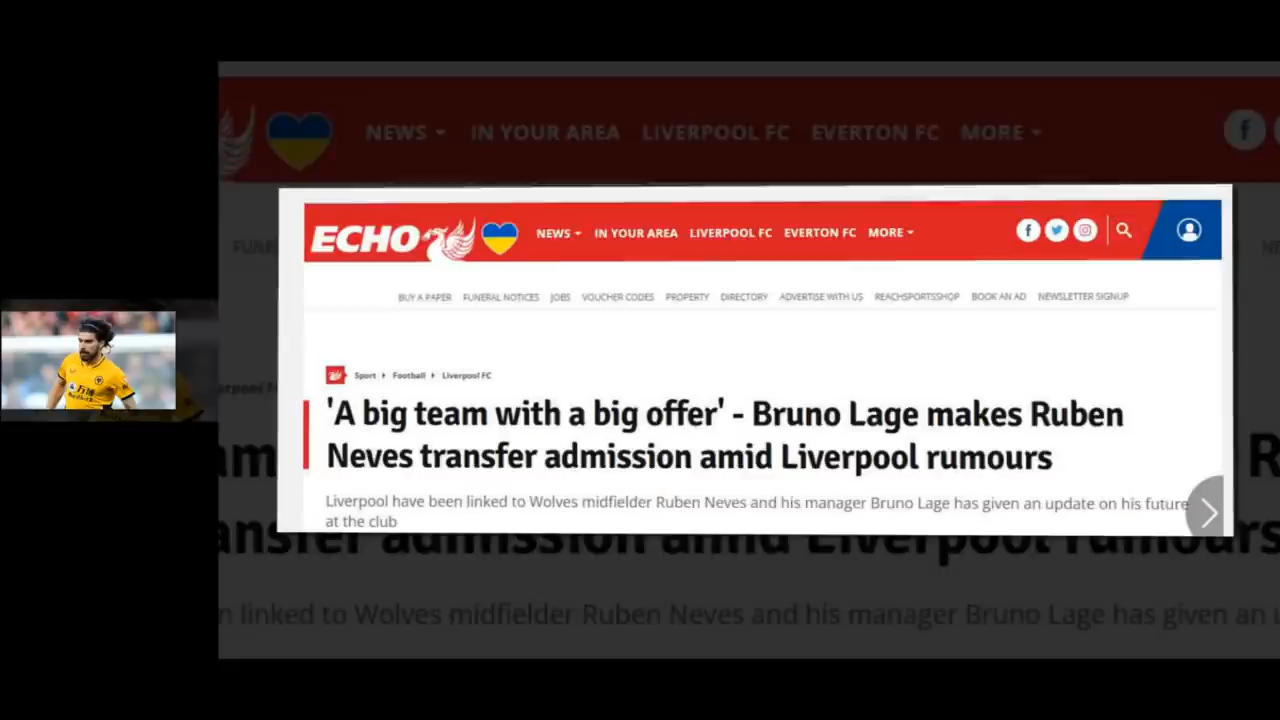 NEWS IN YOUR AREA LIVERPOOL FC EVERTON FC MORE
ECHO NEWS IN YOUR AREA LIVERPOOL FC EVERTON FC MORE
BUY A PAPER FUNERAL NOTICES JOBS VOUCHER CODES PROPERTY DIRECTORY ADVERTISE WITH US REACHSPORTSSHOP BOOK AN AD NEWSLETTER SIGNUP
Sport Football Liverpool FC
'A big team with a big offer' - Bruno Lage makes Ruben
Neves transfer admission amid Liverpool rumours
Liverpool have been linked to Wolves midfielder Ruben Neves and his manager Bruno Lage has given an update on his future
at the club
transfer admission amid Liverpool rumours
n linked to Wolves midfielder Ruben Neves and his manager Bruno Lage has given an u